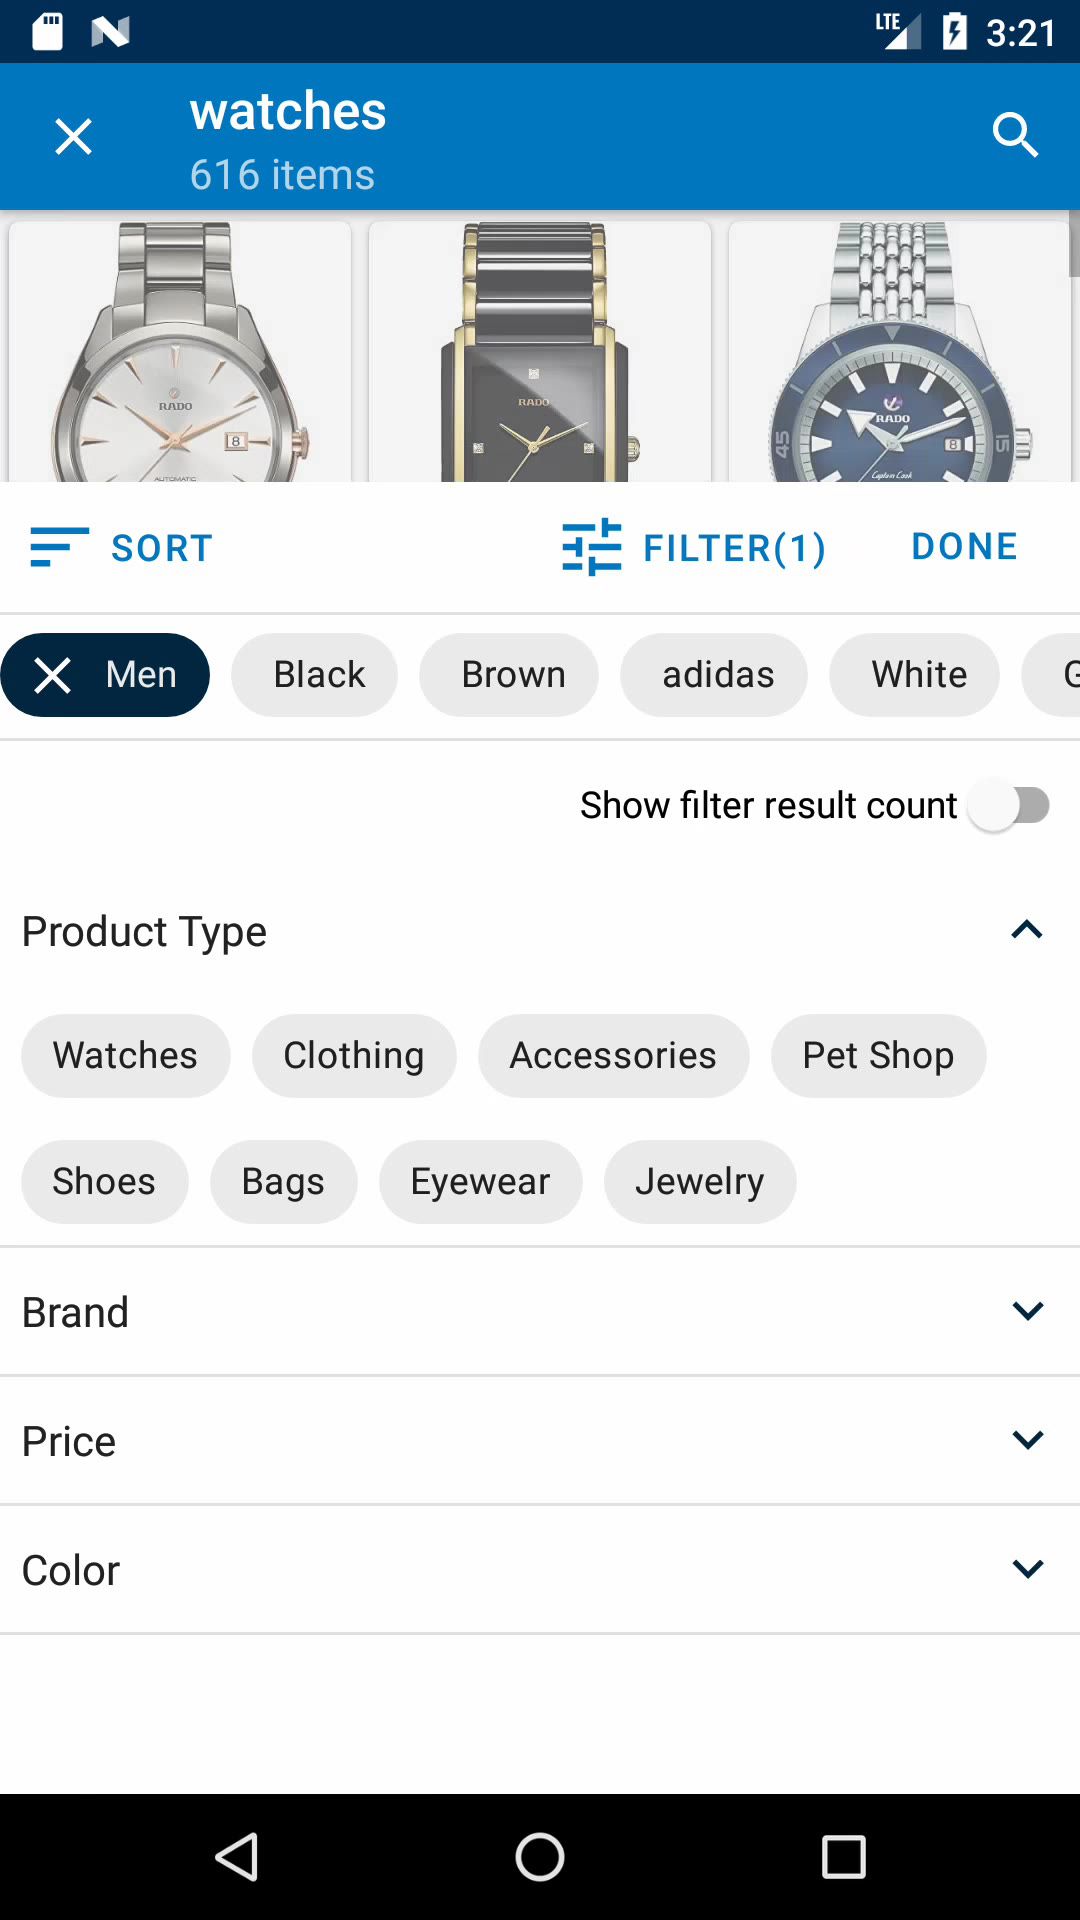 LTE 3:21
watches
616 items
RADO
8
AUTOMATIC
RADO
RADO
45
8
15
Captain Cook
SORT FILTER(1) DONE
Men Black Brown adidas White G
Show filter result count
Product Type
Watches Clothing Accessories Pet Shop
Shoes Bags Eyewear Jewelry
Brand
Price
Color